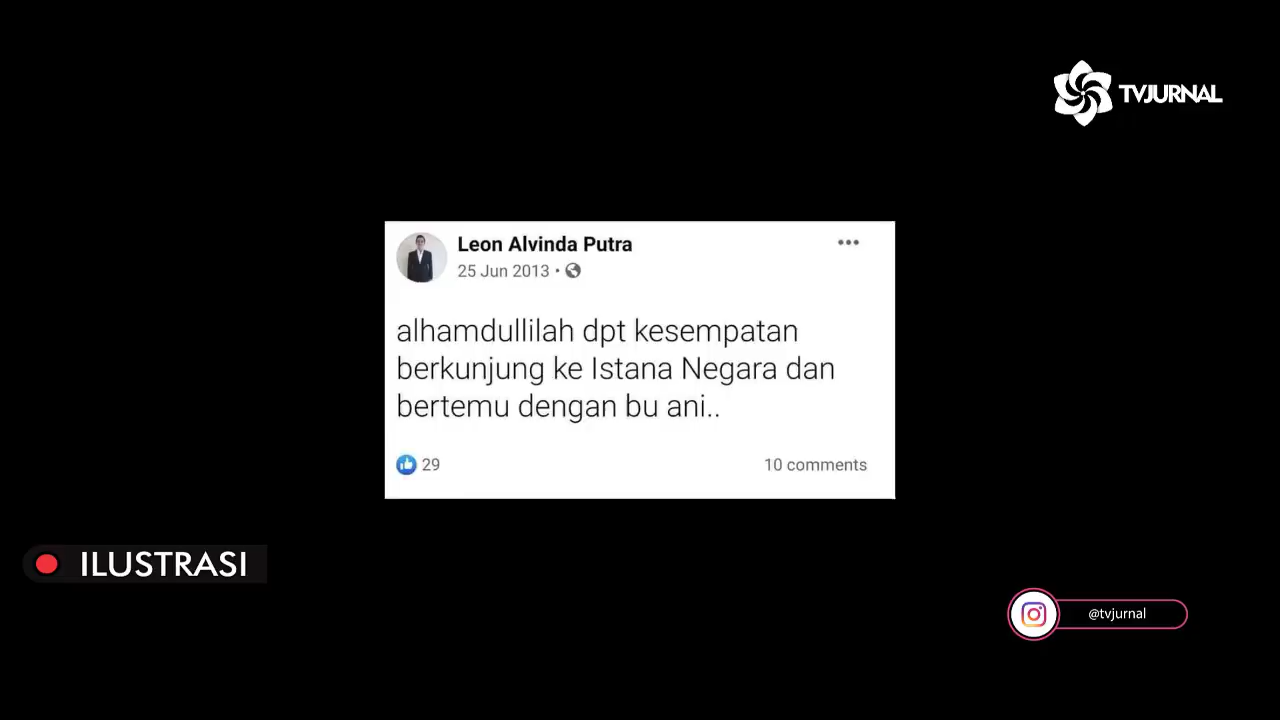 TVJURNAL
Leon Alvinda Putra
25 Jun 2013 •
alhamdullilah dpt kesempatan
berkunjung ke Istana Negara dan
bertemu dengan bu ani..
29
10 comments
ILUSTRASI
@tvjurnal